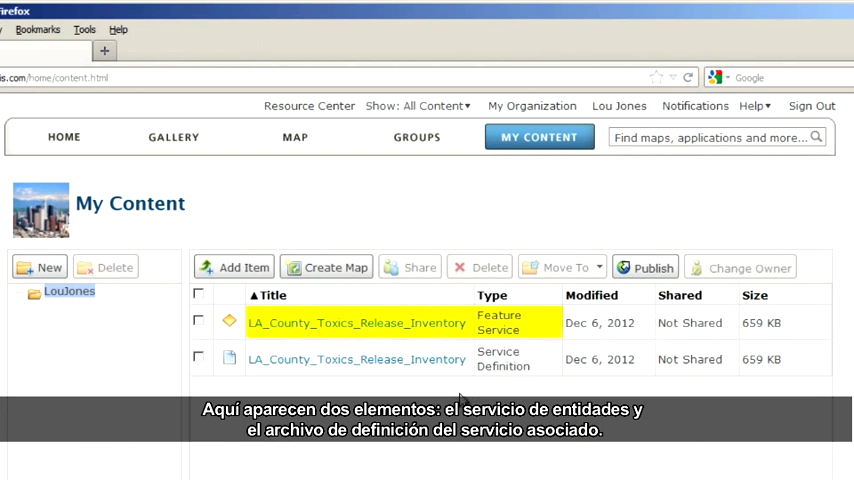 irefox
Bookmarks Tools Help
+
is.com/home/content.html
Google
Resource Center Show: All Content▾ My Organization Lou Jones Notifications Help▾ Sign Out
HOME GALLERY MAP GROUPS MY CONTENT Find maps, applications and more...
My Content
New Delete Add Item Create Map Share Delete Move To Publish Change Owner
LouJones
▲Title Type Modified Shared Size
LA_County_Toxics_Release_Inventory Feature Service Dec 6, 2012 Not Shared 659 KB
LA_County_Toxics_Release_Inventory Service Definition Dec 6, 2012 Not Shared 659 KB
Aquí aparecen dos elementos: el servicio de entidades y
el archivo de definición del servicio asociado.